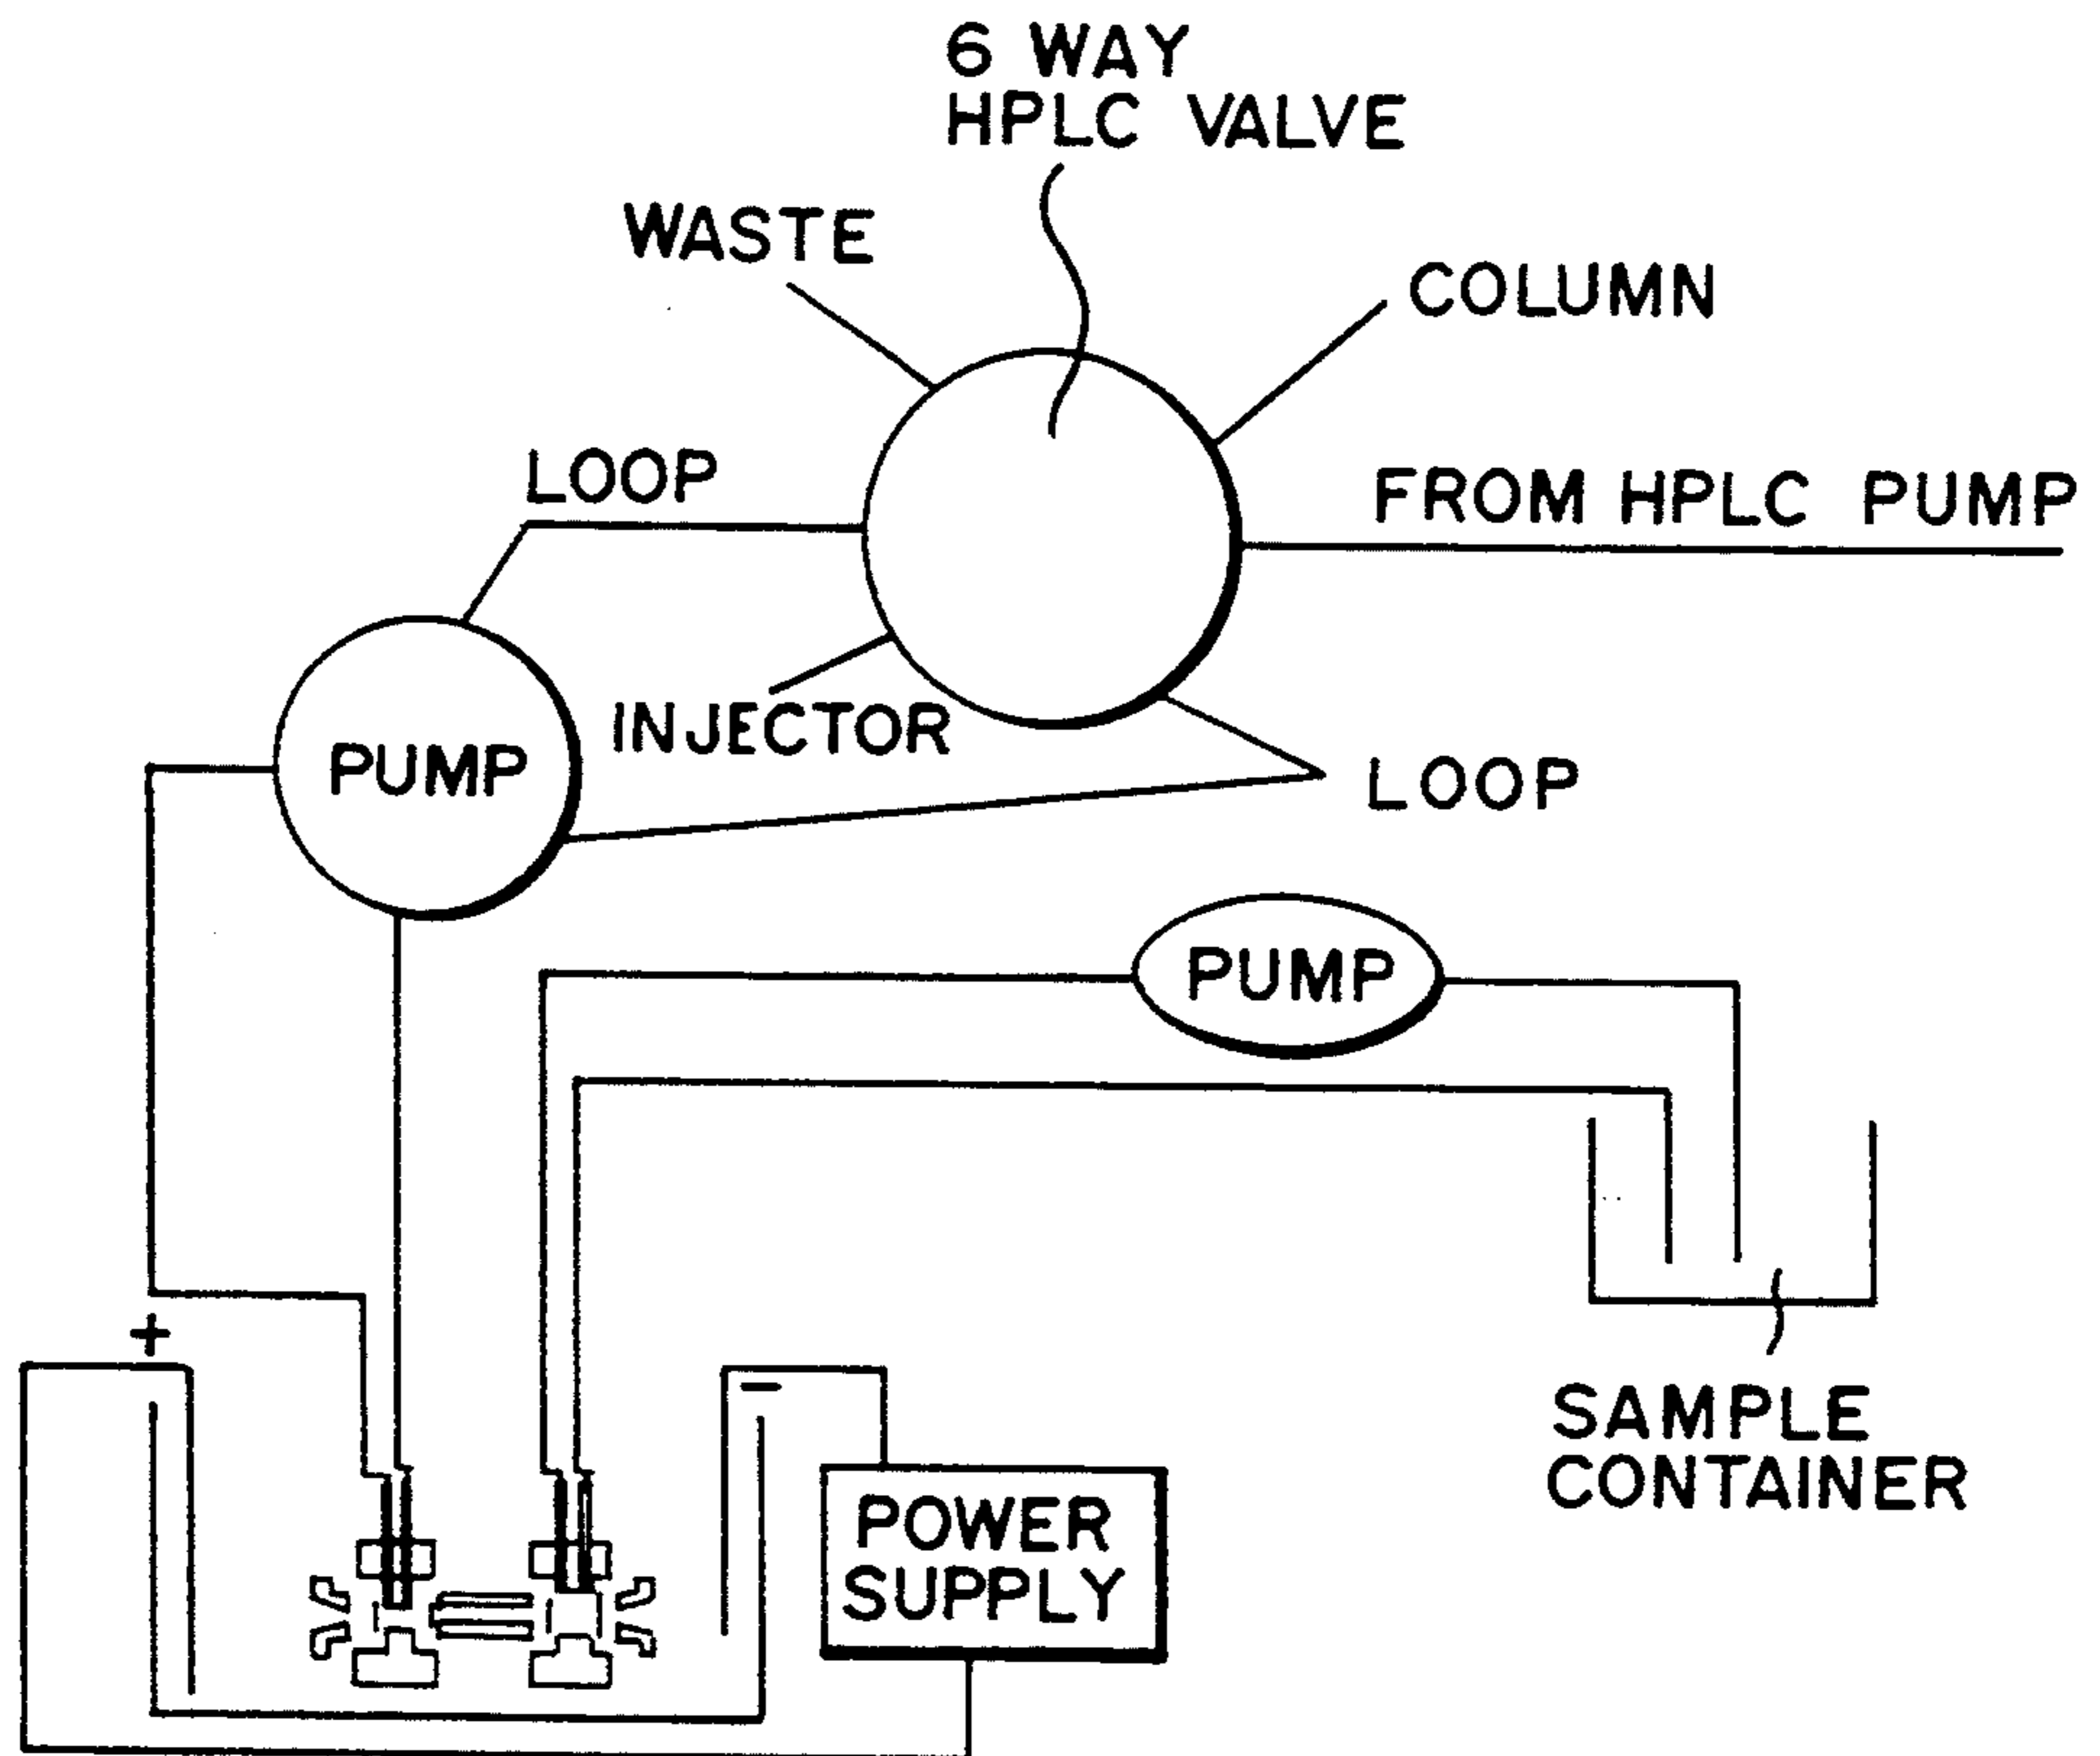 6 WAY
HPLC VALVE
WASTE
COLUMN
LOOP
FROM HPLC PUMP
INJECTOR
PUMP
LOOP
PUMP
+
−
SAMPLE
CONTAINER
POWER
SUPPLY